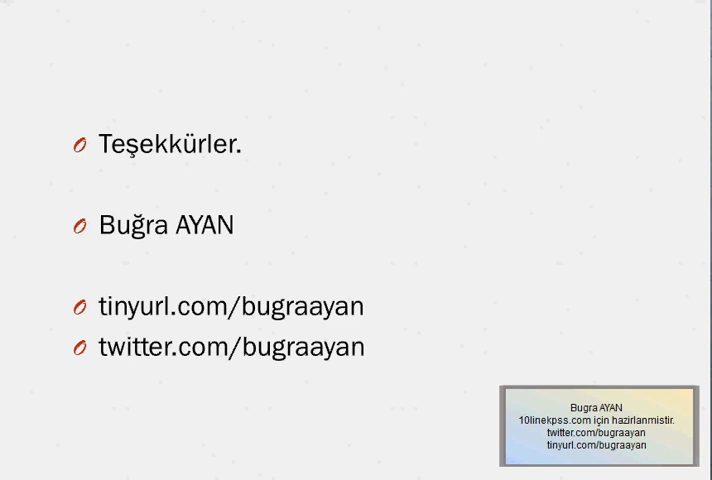 Teşekkürler.
Buğra AYAN
tinyurl.com/bugraayan
twitter.com/bugraayan
Bugra AYAN
10linekpss.com için hazirlanmistir.
twitter.com/bugraayan
tinyurl.com/bugraayan